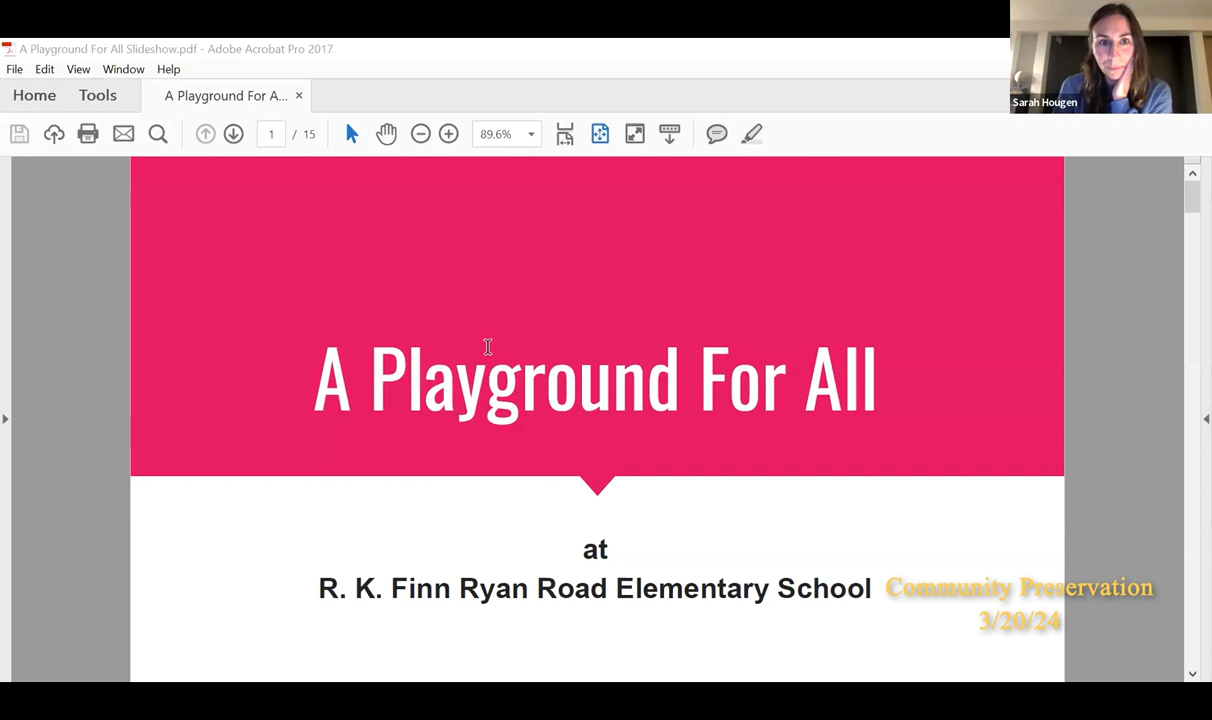 A Playground For All Slideshow.pdf - Adobe Acrobat Pro 2017
File Edit View Window Help
Home Tools A Playground For A... ×
1 / 15 89.6%
Sarah Hougen
A Playground For All
at
R. K. Finn Ryan Road Elementary School
Community Preservation
3/20/24